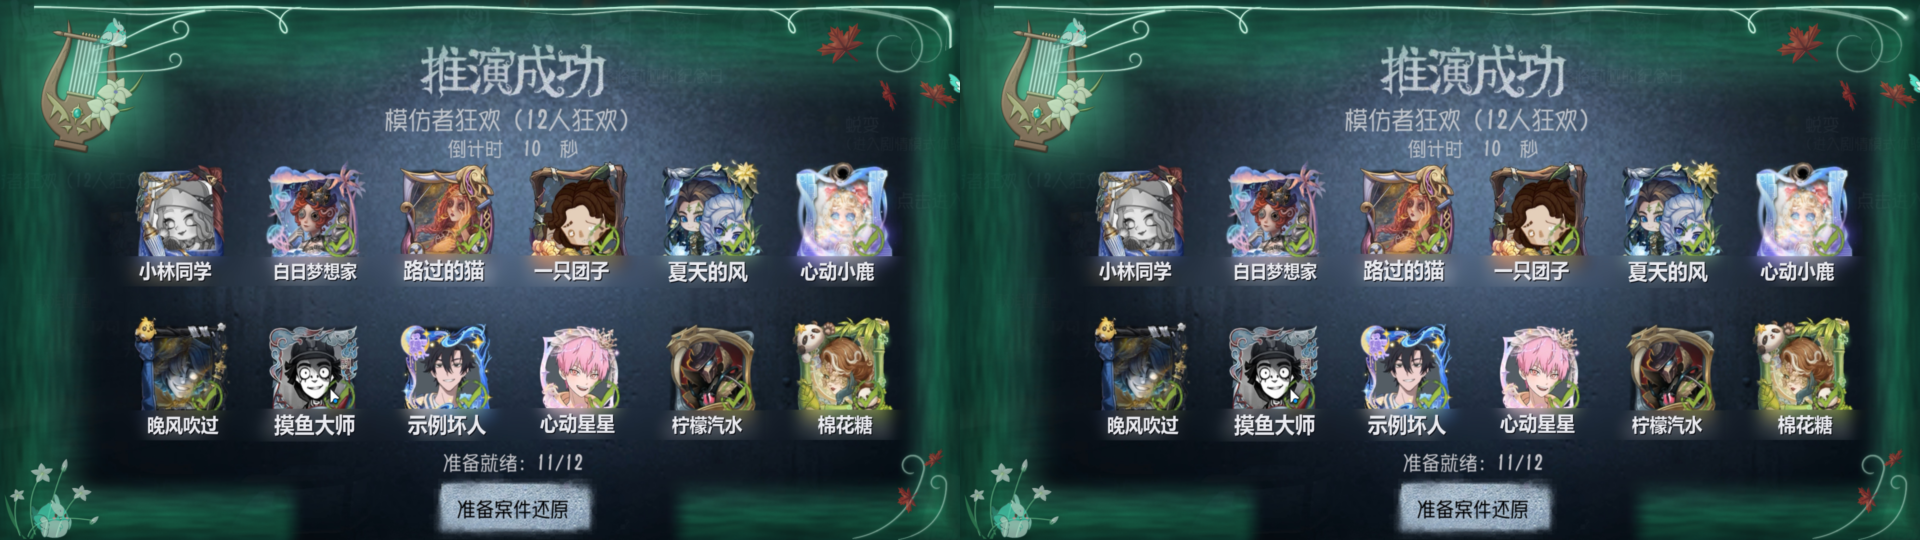 推演成功
模仿者狂欢（12人狂欢）
倒计时 10 秒
小林同学 白日梦想家 路过的猫 一只团子 夏天的风 心动小鹿
晚风吹过 摸鱼大师 示例坏人 心动星星 柠檬汽水 棉花糖
准备就绪：11/12
准备案件还原
推演成功
模仿者狂欢（12人狂欢）
倒计时 10 秒
小林同学 白日梦想家 路过的猫 一只团子 夏天的风 心动小鹿
晚风吹过 摸鱼大师 示例坏人 心动星星 柠檬汽水 棉花糖
准备就绪：11/12
准备案件还原